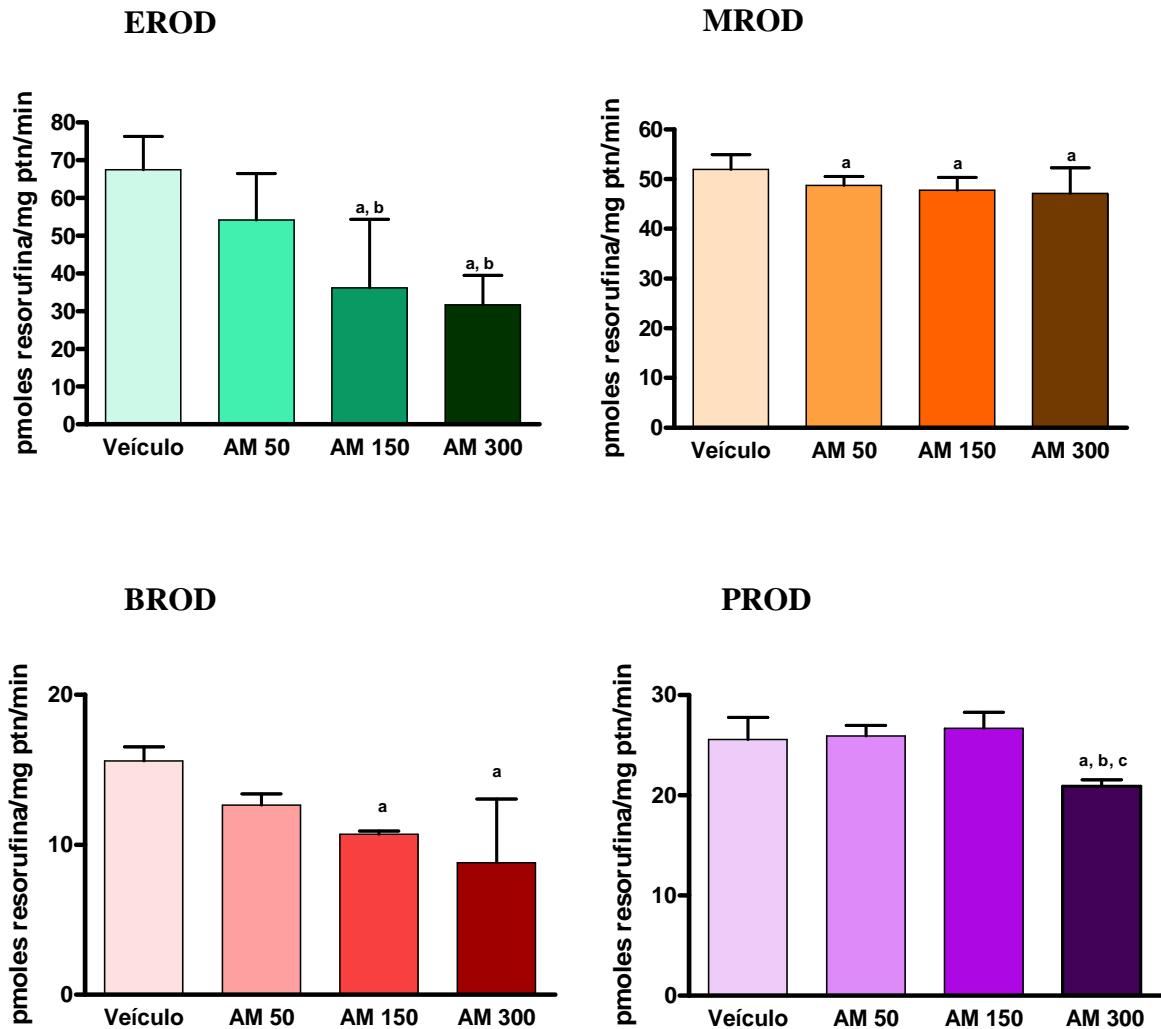 EROD
pmoles resorufina/mg ptn/min
80
70
60
50
40
30
20
10
0
a, b
a, b
Veículo AM 50 AM 150 AM 300
MROD
pmoles resorufina/mg ptn/min
60
50
40
30
20
10
0
a a a
Veículo AM 50 AM 150 AM 300
BROD
pmoles resorufina/mg ptn/min
20
10
0
a
a
Veículo AM 50 AM 150 AM 300
PROD
pmoles resorufina/mg ptn/min
30
20
10
0
a, b, c
Veículo AM 50 AM 150 AM 300